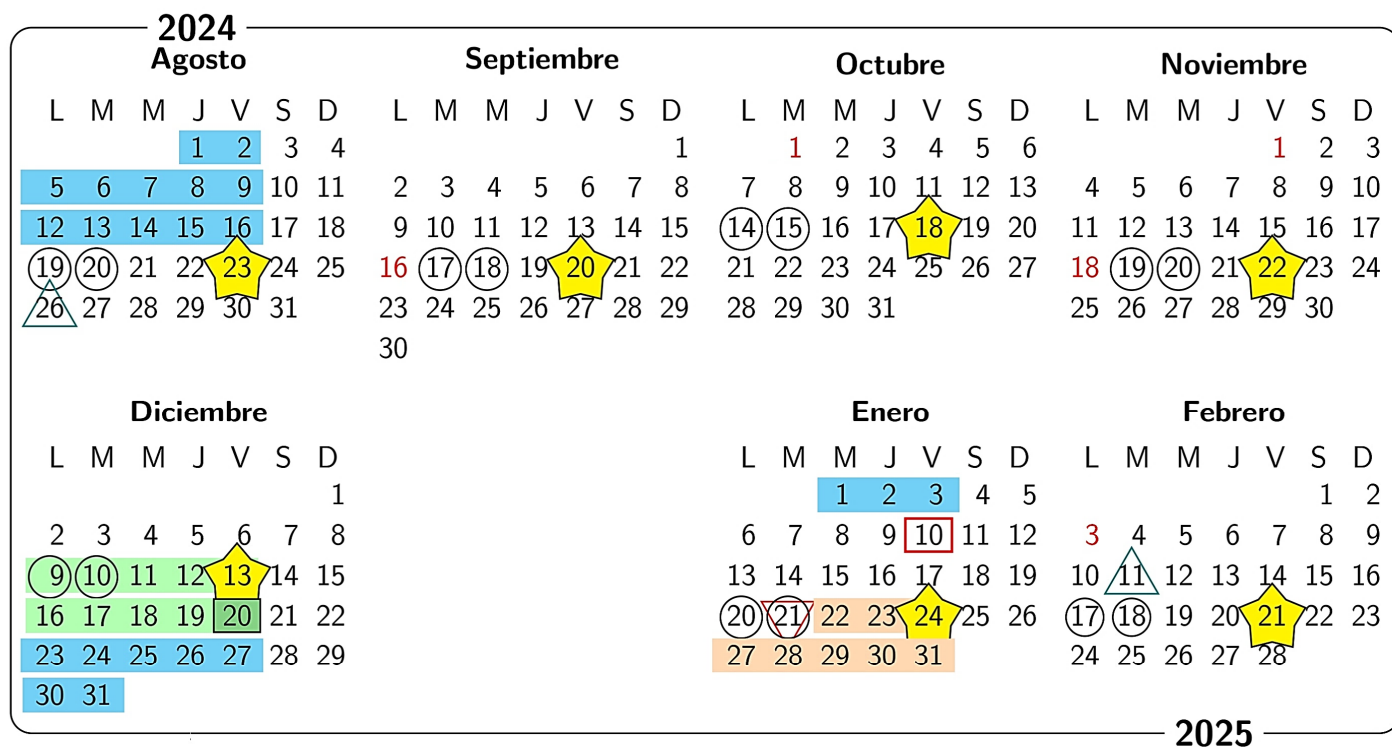 2024
Agosto Septiembre Octubre Noviembre
L M M J V S D L M M J V S D L M M J V S D L M M J V S D
1 2 3 4 1 1 2 3 4 5 6 1 2 3
5 6 7 8 9 10 11 2 3 4 5 6 7 8 7 8 9 10 11 12 13 4 5 6 7 8 9 10
12 13 14 15 16 17 18 9 10 11 12 13 14 15 14 15 16 17 18 19 20 11 12 13 14 15 16 17
19 20 21 22 23 24 25 16 17 18 19 20 21 22 21 22 23 24 25 26 27 18 19 20 21 22 23 24
26 27 28 29 30 31 23 24 25 26 27 28 29 28 29 30 31 25 26 27 28 29 30
30
Diciembre Enero Febrero
L M M J V S D L M M J V S D L M M J V S D
1 1 2 3 4 5 1 2
2 3 4 5 6 7 8 6 7 8 9 10 11 12 3 4 5 6 7 8 9
9 10 11 12 13 14 15 13 14 15 16 17 18 19 10 11 12 13 14 15 16
16 17 18 19 20 21 22 20 21 22 23 24 25 26 17 18 19 20 21 22 23
23 24 25 26 27 28 29 27 28 29 30 31 24 25 26 27 28
30 31
2025